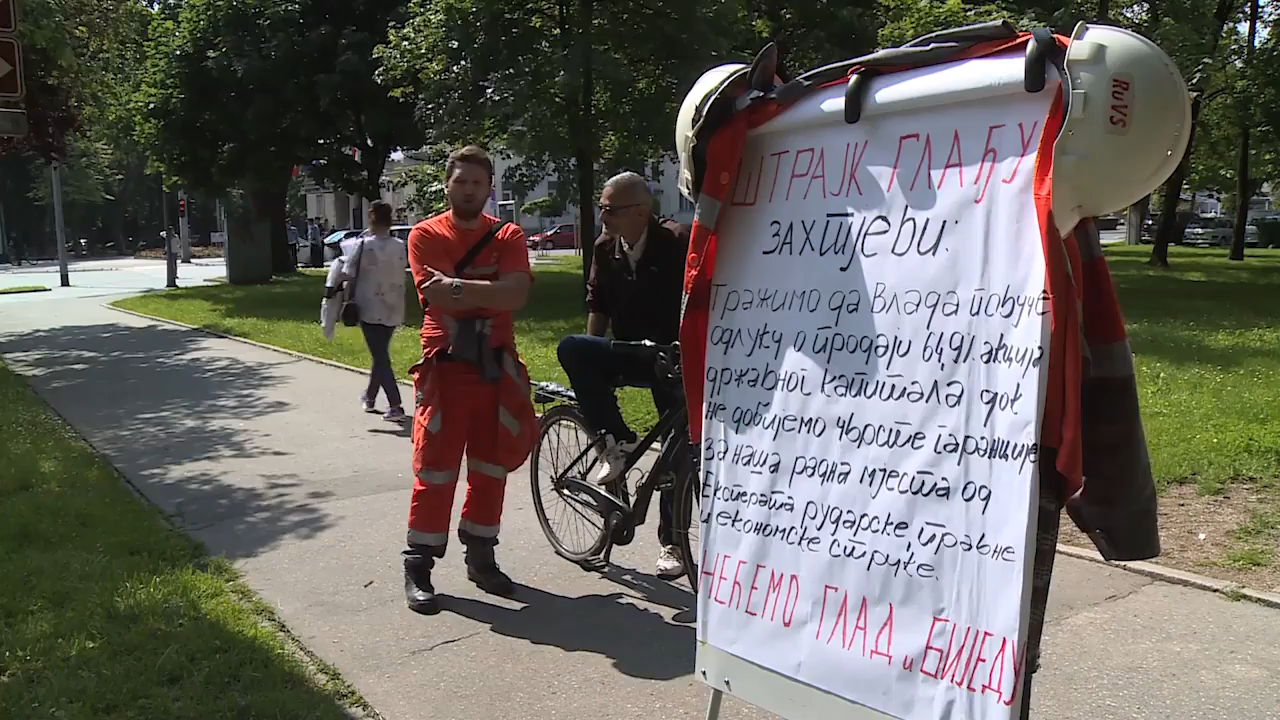 RuVS
ШТРАЈК ГЛАЂУ
ЗАХТЈЕВИ:
Тражимо да Влада повуче
одлуку о продаји 64,91. акција
државног капитала док
не добијемо чврсте гаранције
за наша радна мјеста од
Експерата рударске, правне
и економске струке.
НЕЋЕМО ГЛАД и БИЈЕДУ